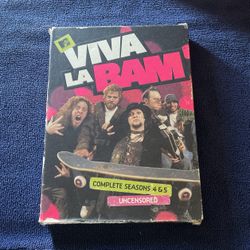 MTV
VIVA
LA BAM
COMPLETE SEASONS 4 & 5
UNCENSORED